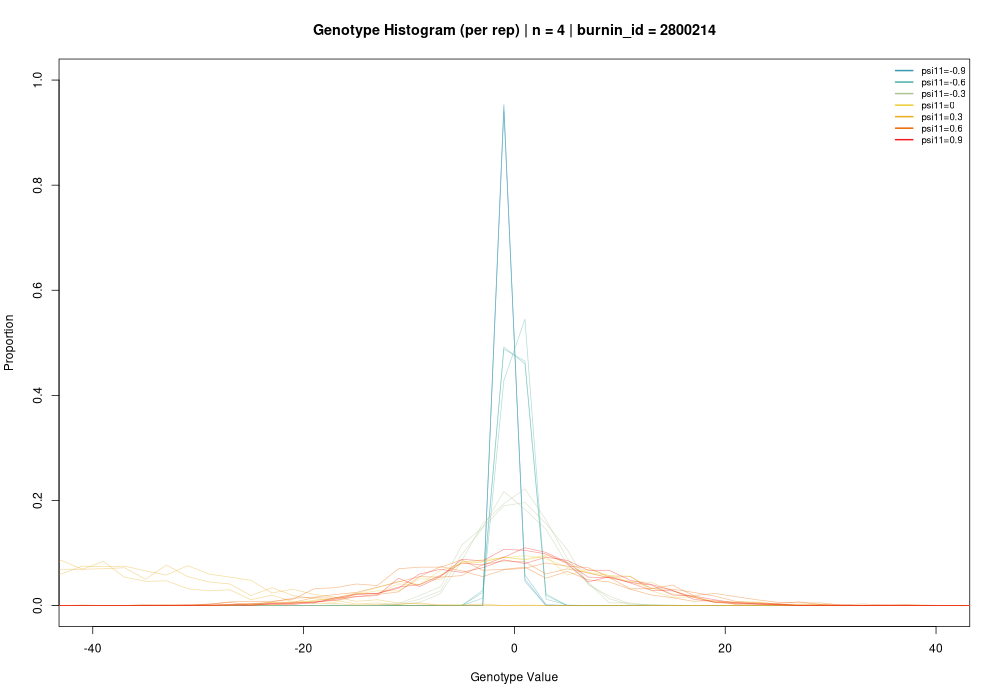 Genotype Histogram (per rep) | n = 4 | burnin_id = 2800214
psi11=-0.9
psi11=-0.6
psi11=-0.3
psi11=0
psi11=0.3
psi11=0.6
psi11=0.9
1.0
0.8
0.6
0.4
0.2
0.0
Proportion
-40
-20
0
20
40
Genotype Value